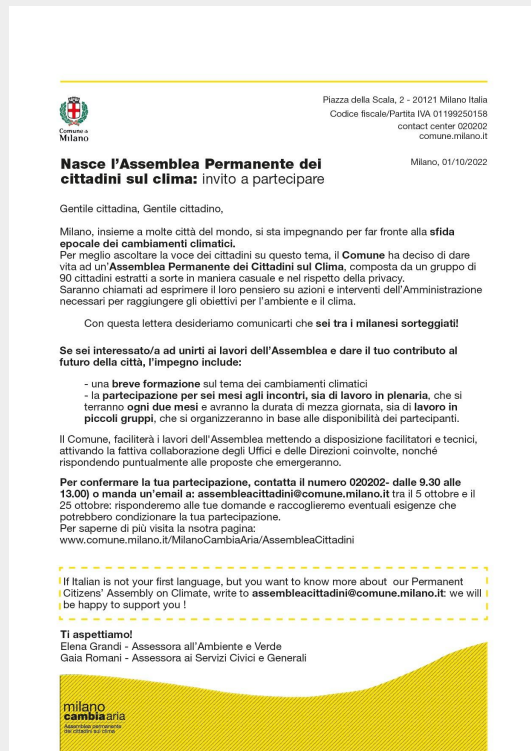 Piazza della Scala, 2 - 20121 Milano Italia
Codice fiscale/Partita IVA 01199250158
contact center 020202
comune.milano.it
Comune di
Milano
Nasce l'Assemblea Permanente dei
cittadini sul clima: invito a partecipare
Milano, 01/10/2022
Gentile cittadina, Gentile cittadino,
Milano, insieme a molte città del mondo, si sta impegnando per far fronte alla sfida
epocale dei cambiamenti climatici.
Per meglio ascoltare la voce dei cittadini su questo tema, il Comune ha deciso di dare
vita ad un'Assemblea Permanente dei Cittadini sul Clima, composta da un gruppo di
90 cittadini estratti a sorte in maniera casuale e nel rispetto della privacy.
Saranno chiamati ad esprimere il loro pensiero su azioni e interventi dell'Amministrazione
necessari per raggiungere gli obiettivi per l'ambiente e il clima.
Con questa lettera desideriamo comunicarti che sei tra i milanesi sorteggiati!
Se sei interessato/a ad unirti ai lavori dell'Assemblea e dare il tuo contributo al
futuro della città, l'impegno include:
- una breve formazione sul tema dei cambiamenti climatici
- la partecipazione per sei mesi agli incontri, sia di lavoro in plenaria, che si
terranno ogni due mesi e avranno la durata di mezza giornata, sia di lavoro in
piccoli gruppi, che si organizzeranno in base alle disponibilità dei partecipanti.
Il Comune, faciliterà i lavori dell'Assemblea mettendo a disposizione facilitatori e tecnici,
attivando la fattiva collaborazione degli Uffici e delle Direzioni coinvolte, nonché
rispondendo puntualmente alle proposte che emergeranno.
Per confermare la tua partecipazione, contatta il numero 020202- dalle 9.30 alle
13.00) o manda un'email a: assembleacittadini@comune.milano.it tra il 5 ottobre e il
25 ottobre: risponderemo alle tue domande e raccoglieremo eventuali esigenze che
potrebbero condizionare la tua partecipazione.
Per saperne di più visita la nsotra pagina:
www.comune.milano.it/MilanoCambiaAria/AssembleaCittadini
If Italian is not your first language, but you want to know more about our Permanent
Citizens' Assembly on Climate, write to assembleacittadini@comune.milano.it: we will
be happy to support you !
Ti aspettiamo!
Elena Grandi - Assessora all'Ambiente e Verde
Gaia Romani - Assessora ai Servizi Civici e Generali
milano
cambiaaria
Assemblea permanente
dei cittadini sul clima